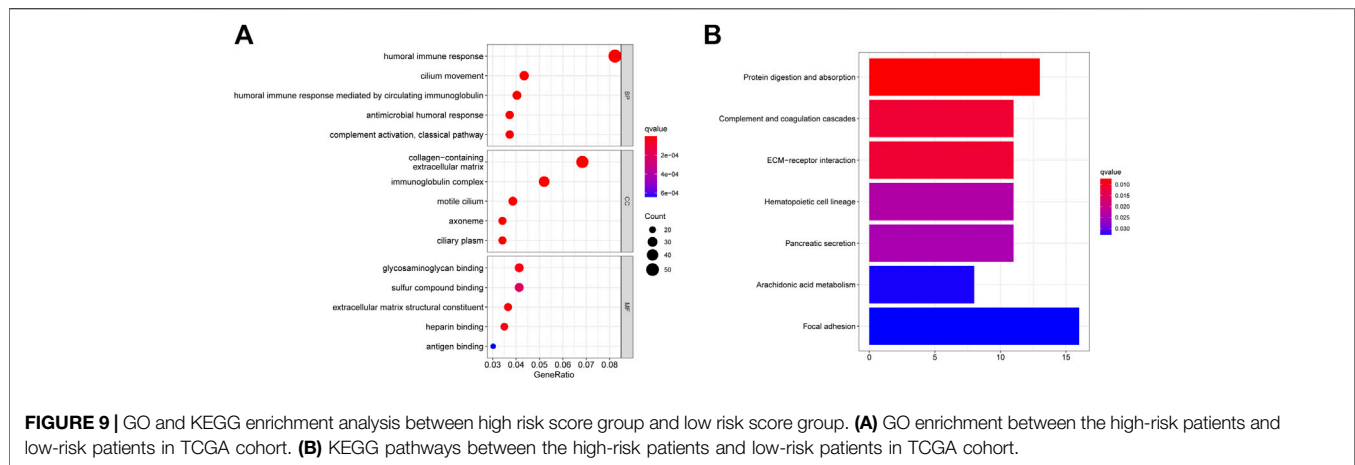 A
humoral immune response
cilium movement
humoral immune response mediated by circulating immunoglobulin
antimicrobial humoral response
complement activation, classical pathway
BP
collagen−containing
extracellular matrix
immunoglobulin complex
motile cilium
axoneme
ciliary plasm
CC
glycosaminoglycan binding
sulfur compound binding
extracellular matrix structural constituent
heparin binding
antigen binding
MF
0.03 0.04 0.05 0.06 0.07 0.08
GeneRatio
qvalue
2e−04
4e−04
6e−04
Count
20
30
40
50
B
Protein digestion and absorption
Complement and coagulation cascades
ECM−receptor interaction
Hematopoietic cell lineage
Pancreatic secretion
Arachidonic acid metabolism
Focal adhesion
0 5 10 15
qvalue
0.010
0.015
0.020
0.025
0.030
FIGURE 9 | GO and KEGG enrichment analysis between high risk score group and low risk score group. (A) GO enrichment between the high-risk patients and
low-risk patients in TCGA cohort. (B) KEGG pathways between the high-risk patients and low-risk patients in TCGA cohort.